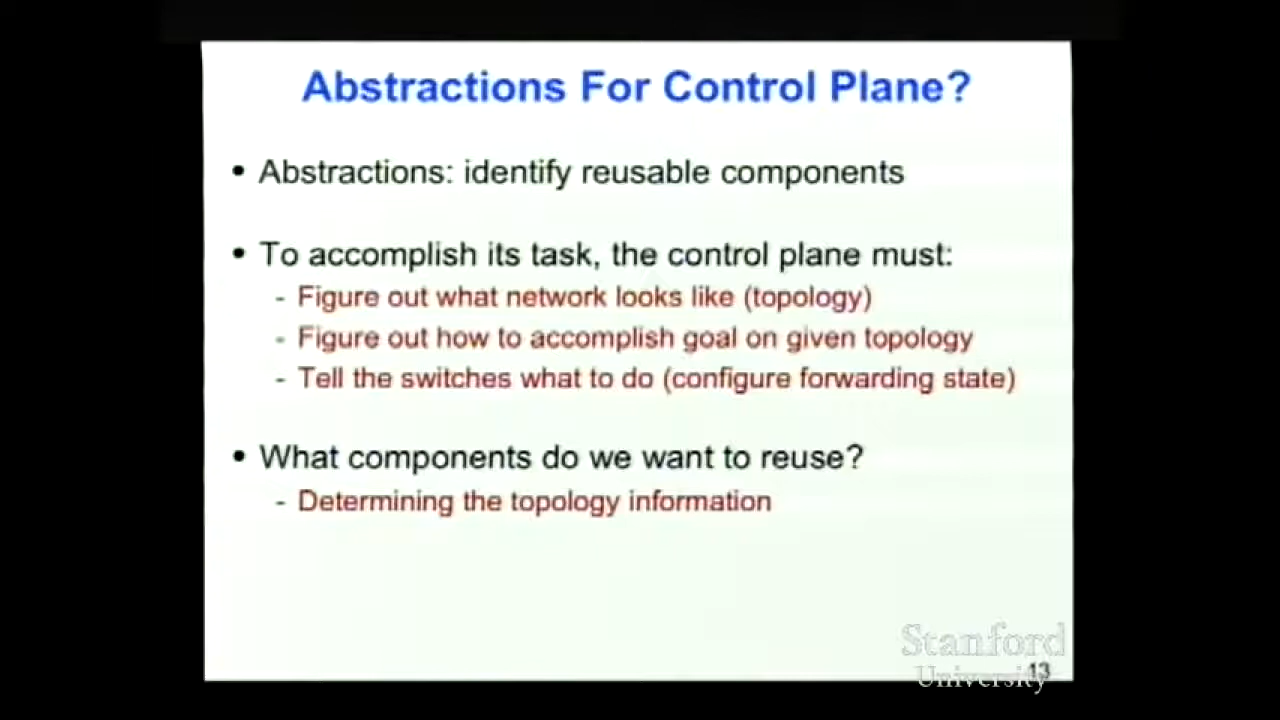 Abstractions For Control Plane?
• Abstractions: identify reusable components
• To accomplish its task, the control plane must:
- Figure out what network looks like (topology)
- Figure out how to accomplish goal on given topology
- Tell the switches what to do (configure forwarding state)
• What components do we want to reuse?
- Determining the topology information
Stanford
University
13